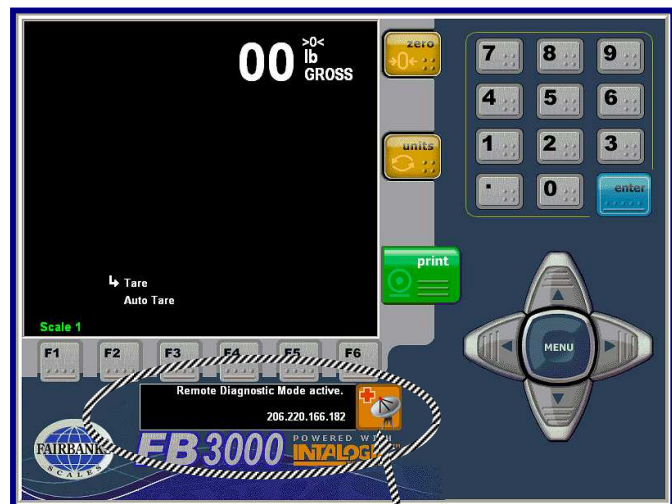 00 >0< lb GROSS
zero
→0←
7 8 9
4 5 6
units
1 2 3
. 0 enter
print
↳ Tare
Auto Tare
Scale 1
F1 F2 F3 F4 F5 F6
MENU
Remote Diagnostic Mode active.
206.220.166.182
FAIRBANKS
SCALES
FB3000
POWERED WITH
INTALOGIX™